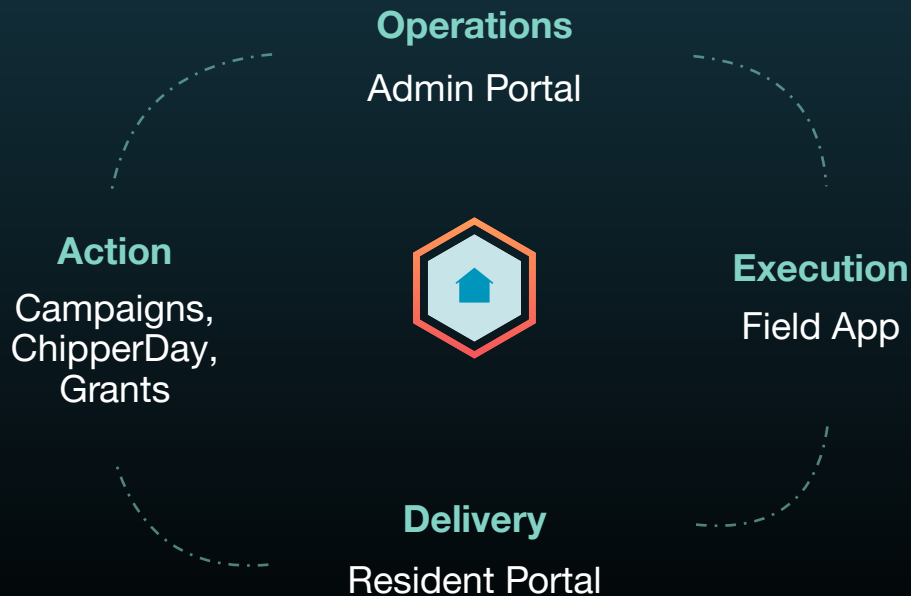 Operations
Admin Portal
Action
Campaigns,
ChipperDay,
Grants
Execution
Field App
Delivery
Resident Portal